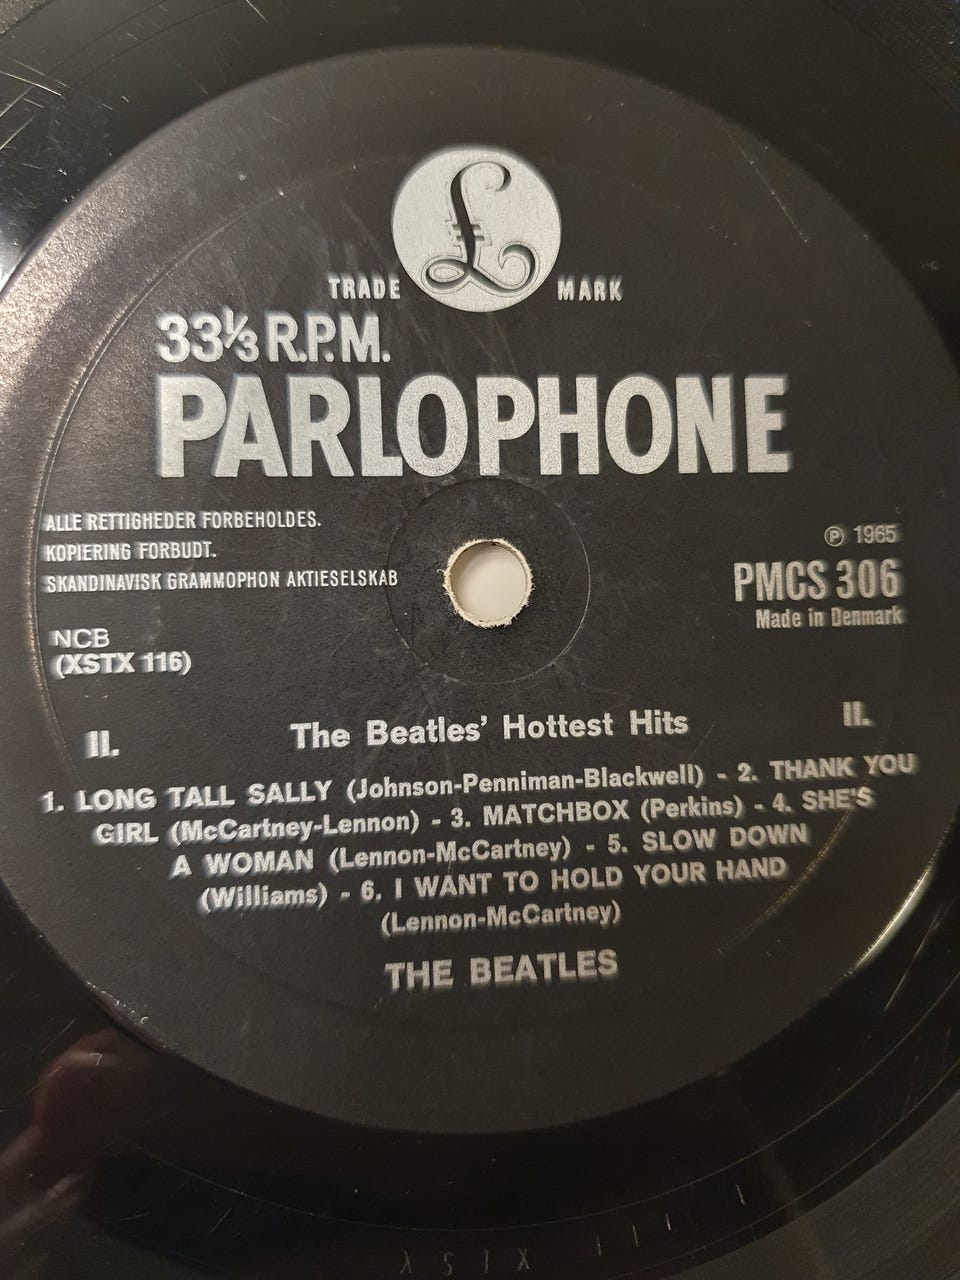 £
TRADE MARK
33⅓ R.P.M.
PARLOPHONE
ALLE RETTIGHEDER FORBEHOLDES.
KOPIERING FORBUDT.
SKANDINAVISK GRAMMOPHON AKTIESELSKAB
℗ 1965
PMCS 306
Made in Denmark
NCB
(XSTX 116)
II. The Beatles' Hottest Hits II.
1. LONG TALL SALLY (Johnson-Penniman-Blackwell) - 2. THANK YOU
GIRL (McCartney-Lennon) - 3. MATCHBOX (Perkins) - 4. SHE'S
A WOMAN (Lennon-McCartney) - 5. SLOW DOWN
(Williams) - 6. I WANT TO HOLD YOUR HAND
(Lennon-McCartney)
THE BEATLES
XSTX